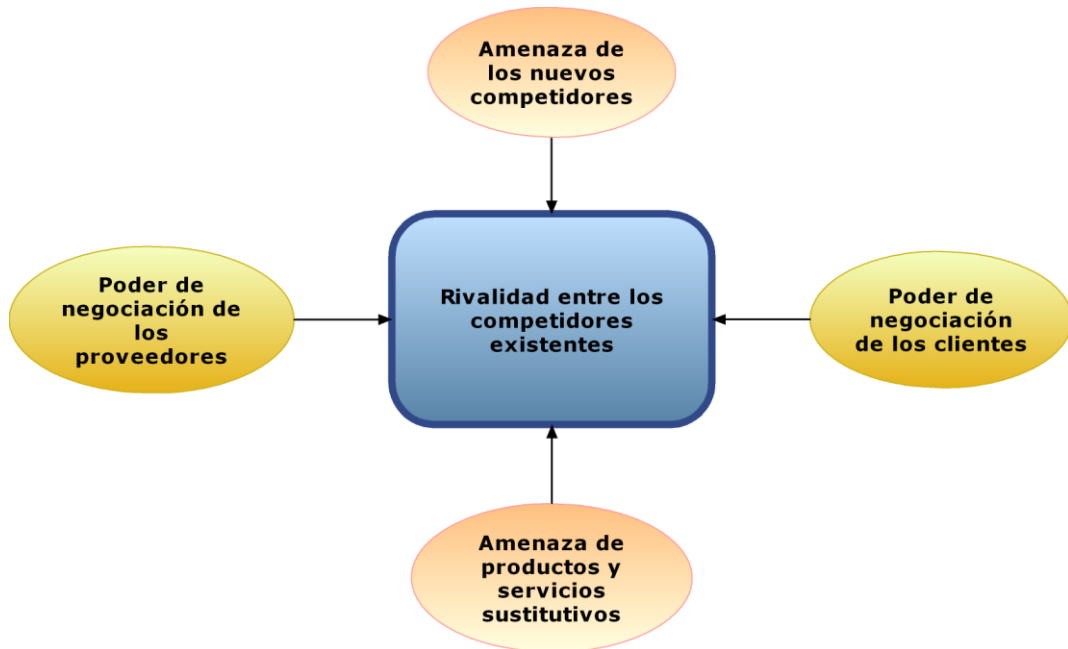 Amenaza de
los nuevos
competidores
Poder de
negociación de
los
proveedores
Rivalidad entre los
competidores
existentes
Poder de
negociación
de los clientes
Amenaza de
productos y
servicios
sustitutivos